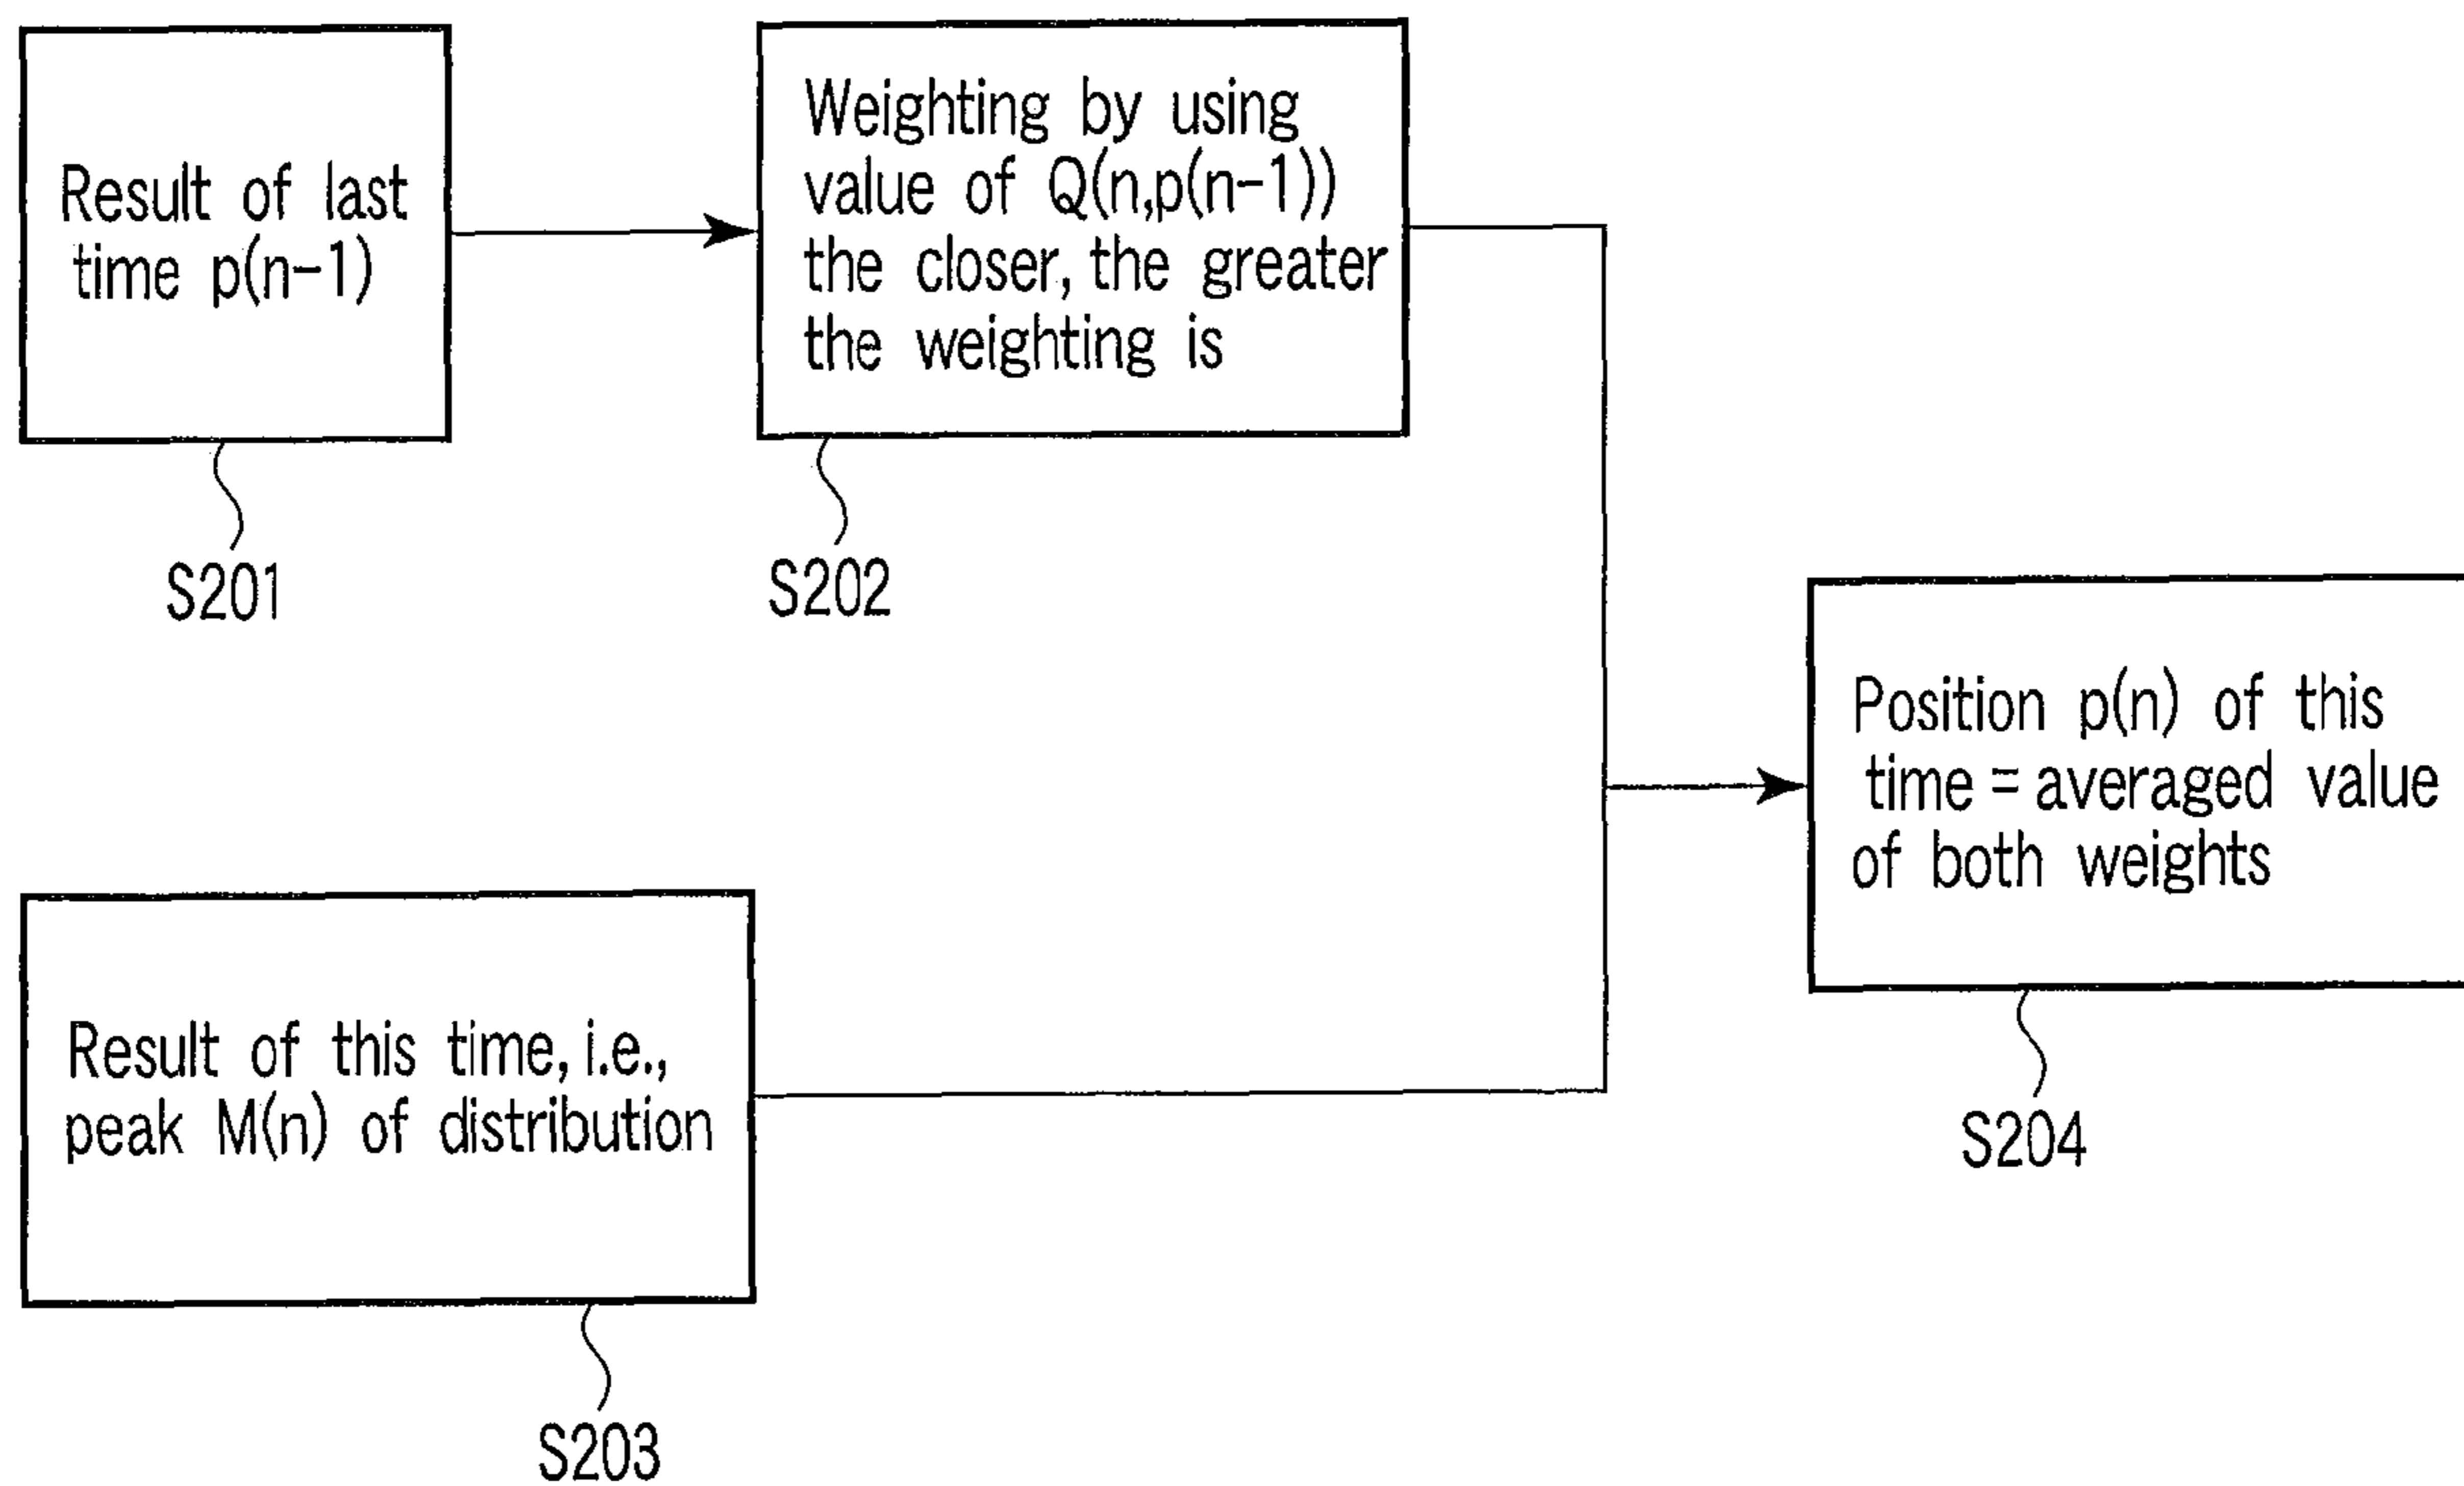 Result of last
time p(n-1)
S201
Weighting by using
value of Q(n,p(n-1))
the closer, the greater
the weighting is
S202
Result of this time, i.e.,
peak M(n) of distribution
S203
Position p(n) of this
time = averaged value
of both weights
S204